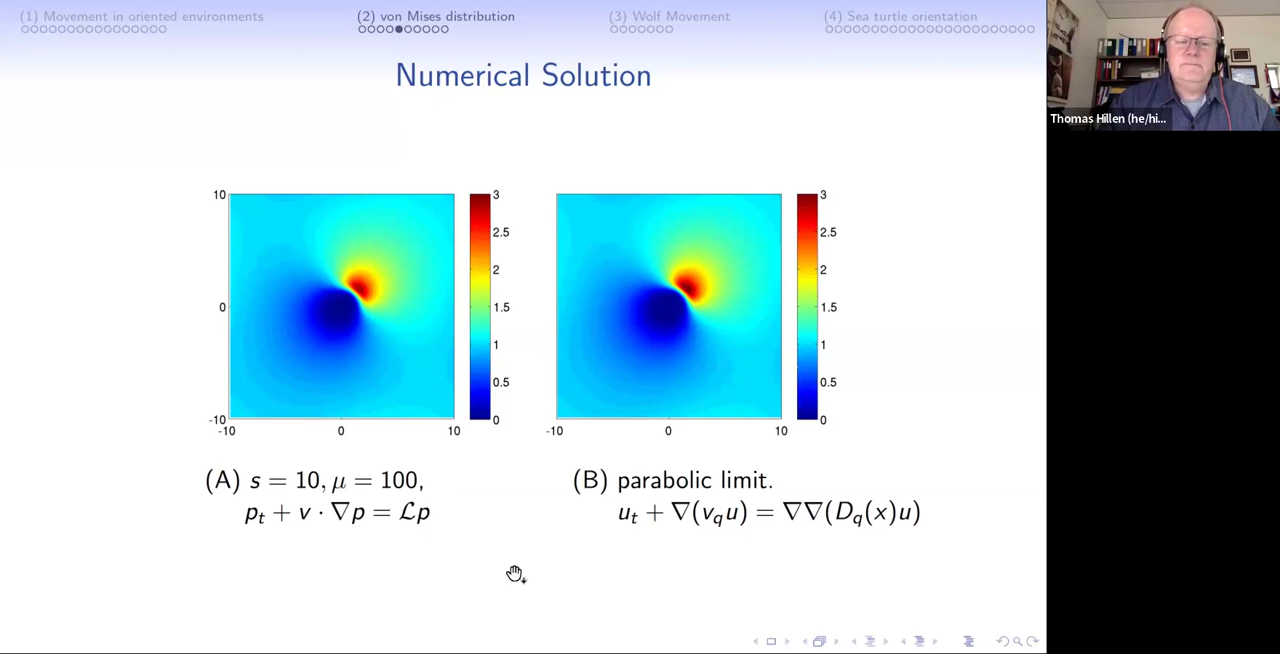 (1) Movement in oriented environments
(2) von Mises distribution
(3) Wolf Movement
(4) Sea turtle orientation
Thomas Hillen (he/hi...
Numerical Solution
10
0
-10
-10
0
10
3
2.5
2
1.5
1
0.5
0
-10
0
10
3
2.5
2
1.5
1
0.5
0
(A) s = 10, μ = 100,
p_t + v · ∇p = ℒp
(B) parabolic limit.
u_t + ∇(v_q u) = ∇∇(D_q(x)u)